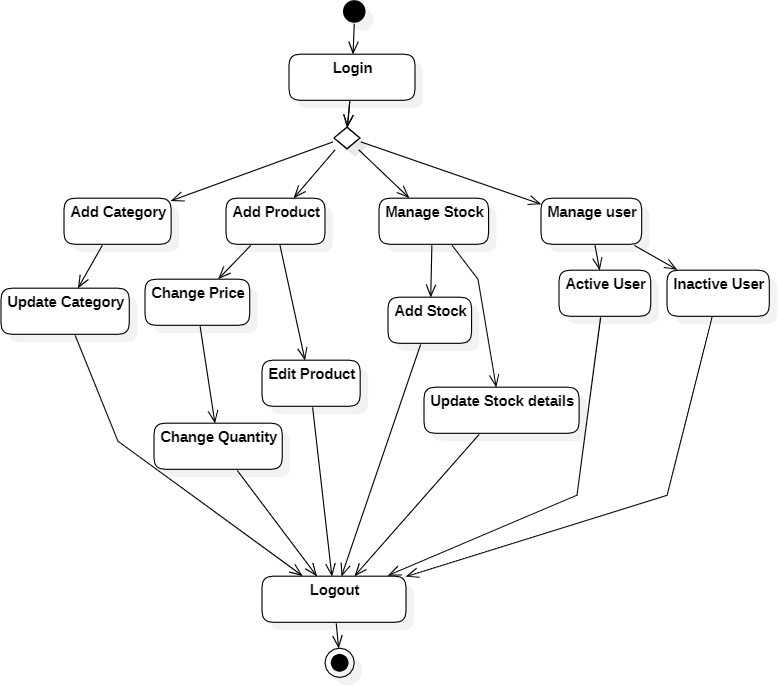 Login
Add Category
Add Product
Manage Stock
Manage user
Update Category
Change Price
Add Stock
Active User
Inactive User
Edit Product
Update Stock details
Change Quantity
Logout